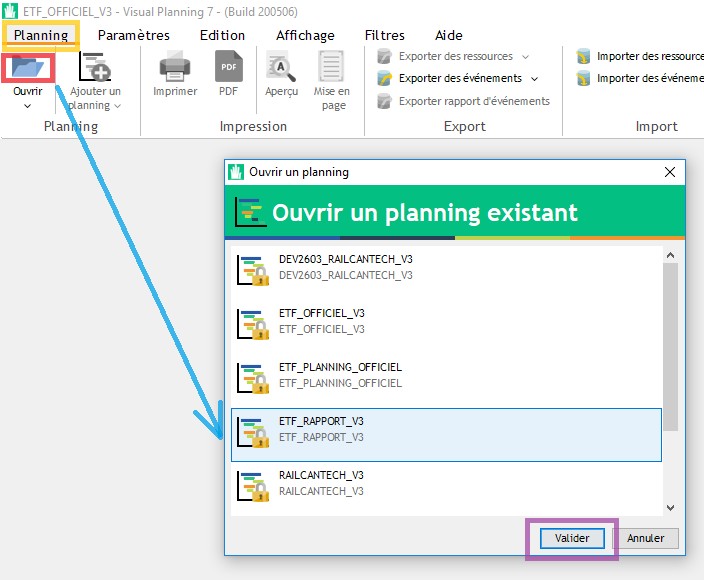 ETF_OFFICIEL_V3 - Visual Planning 7 - (Build 200506)
Planning Paramètres Edition Affichage Filtres Aide
Ouvrir
Ajouter un
planning
Imprimer
PDF
PDF
Aperçu
Mise en
page
Exporter des ressources
Exporter des événements
Exporter rapport d'événements
Importer des ressource
Importer des événeme
Planning Impression Export Import
Ouvrir un planning
Ouvrir un planning existant
DEV2603_RAILCANTECH_V3
DEV2603_RAILCANTECH_V3
ETF_OFFICIEL_V3
ETF_OFFICIEL_V3
ETF_PLANNING_OFFICIEL
ETF_PLANNING_OFFICIEL
ETF_RAPPORT_V3
ETF_RAPPORT_V3
RAILCANTECH_V3
RAILCANTECH_V3
Valider Annuler